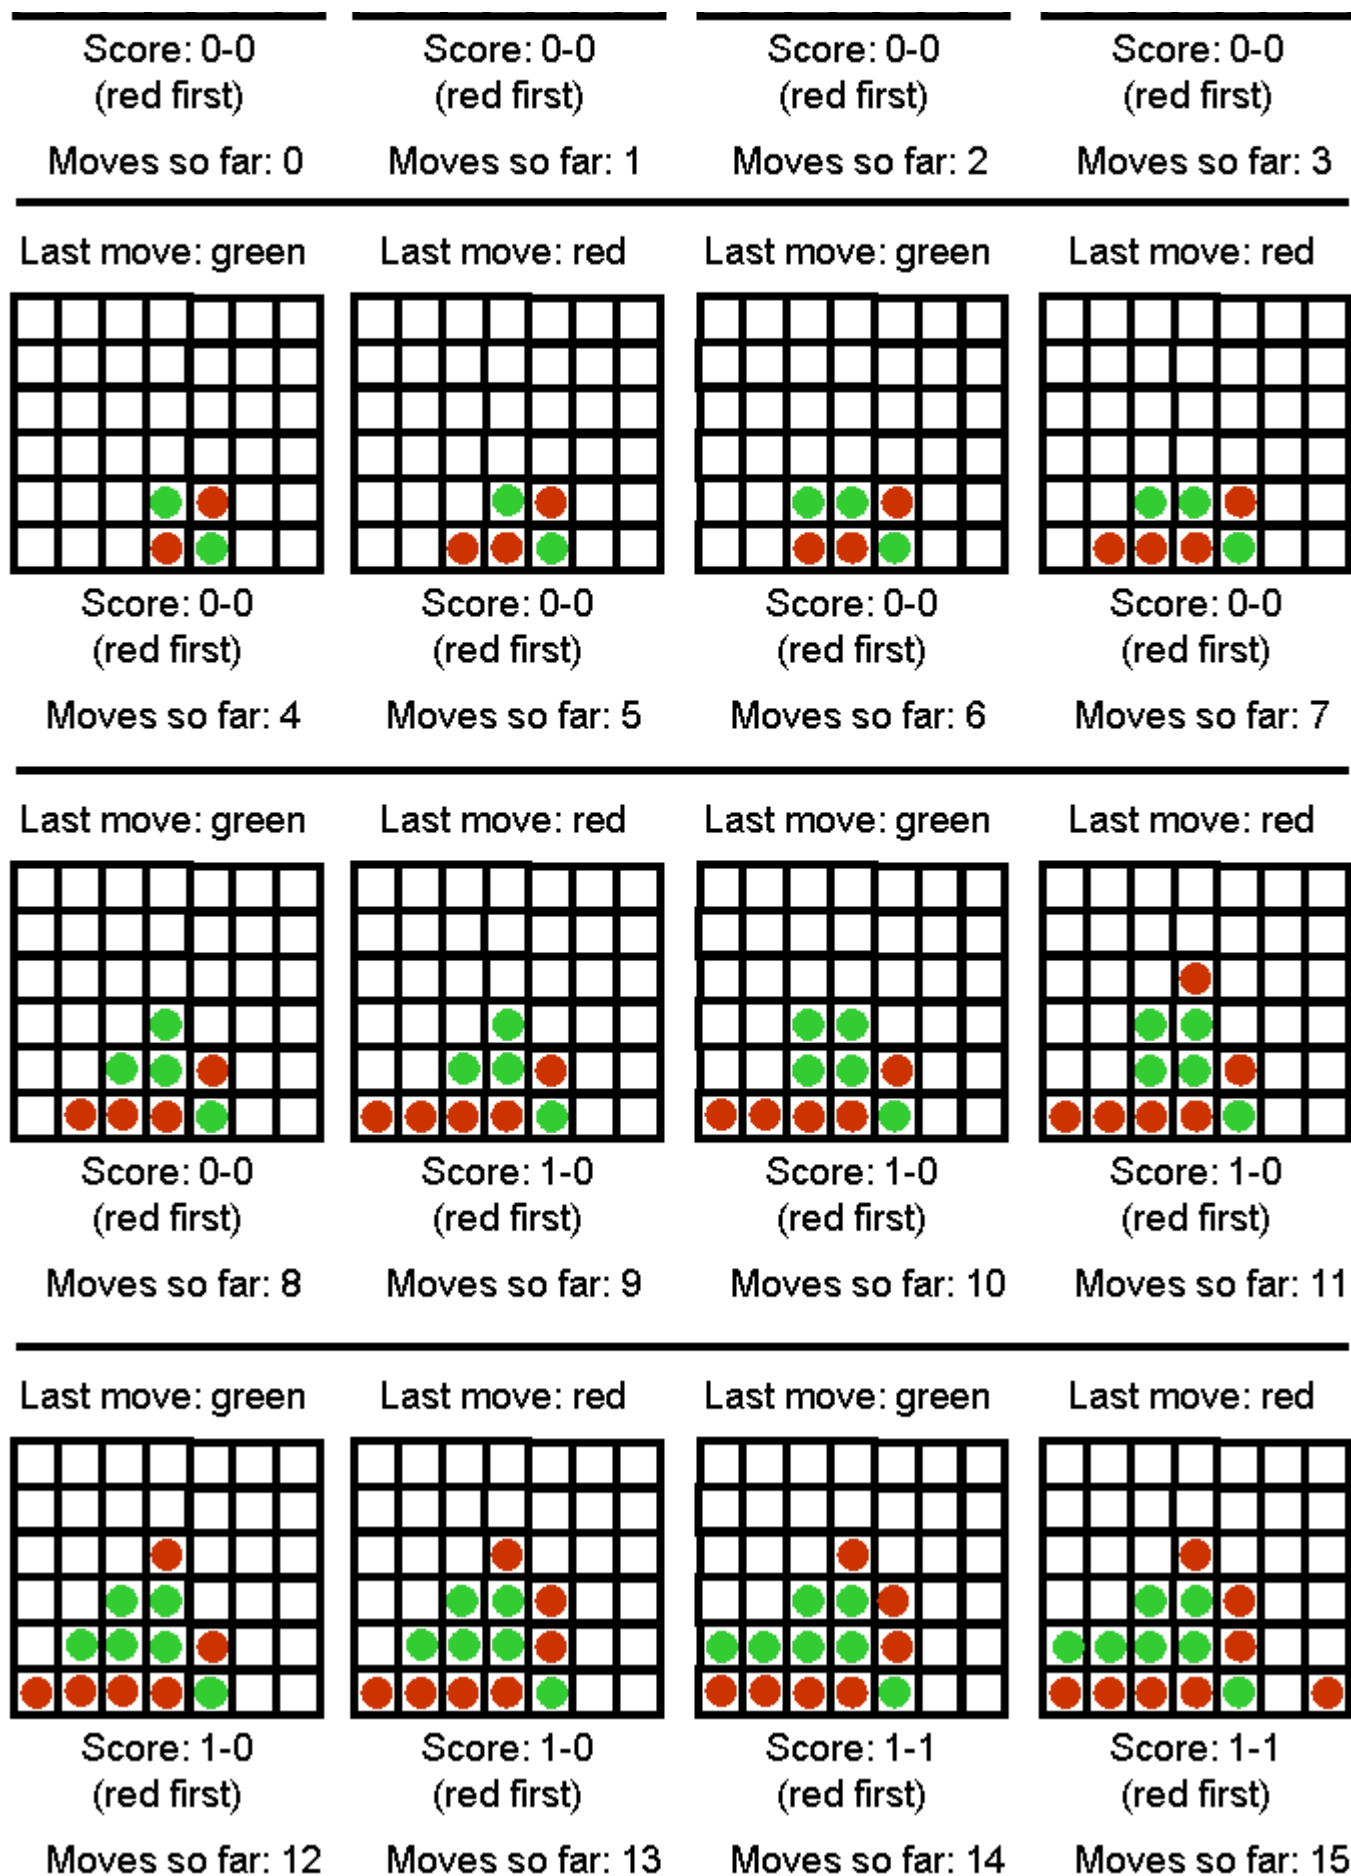 Score: 0-0 Score: 0-0 Score: 0-0 Score: 0-0
(red first) (red first) (red first) (red first)
Moves so far: 0 Moves so far: 1 Moves so far: 2 Moves so far: 3
Last move: green Last move: red Last move: green Last move: red
Score: 0-0 Score: 0-0 Score: 0-0 Score: 0-0
(red first) (red first) (red first) (red first)
Moves so far: 4 Moves so far: 5 Moves so far: 6 Moves so far: 7
Last move: green Last move: red Last move: green Last move: red
Score: 0-0 Score: 1-0 Score: 1-0 Score: 1-0
(red first) (red first) (red first) (red first)
Moves so far: 8 Moves so far: 9 Moves so far: 10 Moves so far: 11
Last move: green Last move: red Last move: green Last move: red
Score: 1-0 Score: 1-0 Score: 1-1 Score: 1-1
(red first) (red first) (red first) (red first)
Moves so far: 12 Moves so far: 13 Moves so far: 14 Moves so far: 15